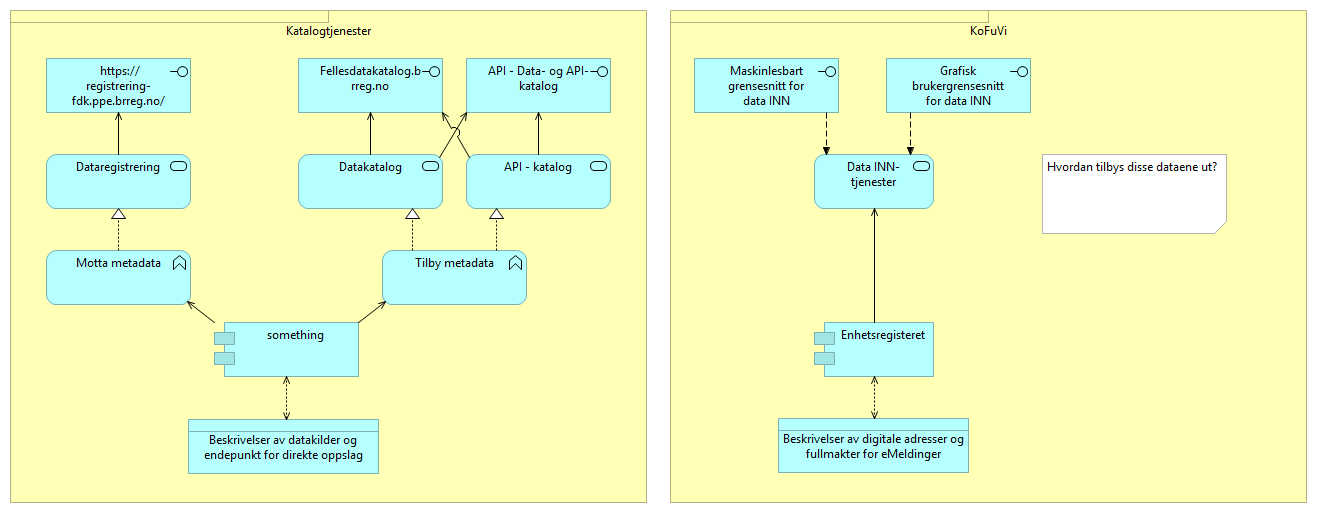 Katalogtjenester
https://
registrering-
fdk.ppe.brreg.no/
Fellesdatakatalog.b
rreg.no
API - Data- og API-
katalog
Dataregistrering
Datakatalog
API - katalog
Motta metadata
Tilby metadata
something
Beskrivelser av datakilder og
endepunkt for direkte oppslag
KoFuVi
Maskinlesbart
grensesnitt for
data INN
Grafisk
brukergrensesnitt
for data INN
Data INN-
tjenester
Hvordan tilbys disse dataene ut?
Enhetsregisteret
Beskrivelser av digitale adresser og
fullmakter for eMeldinger